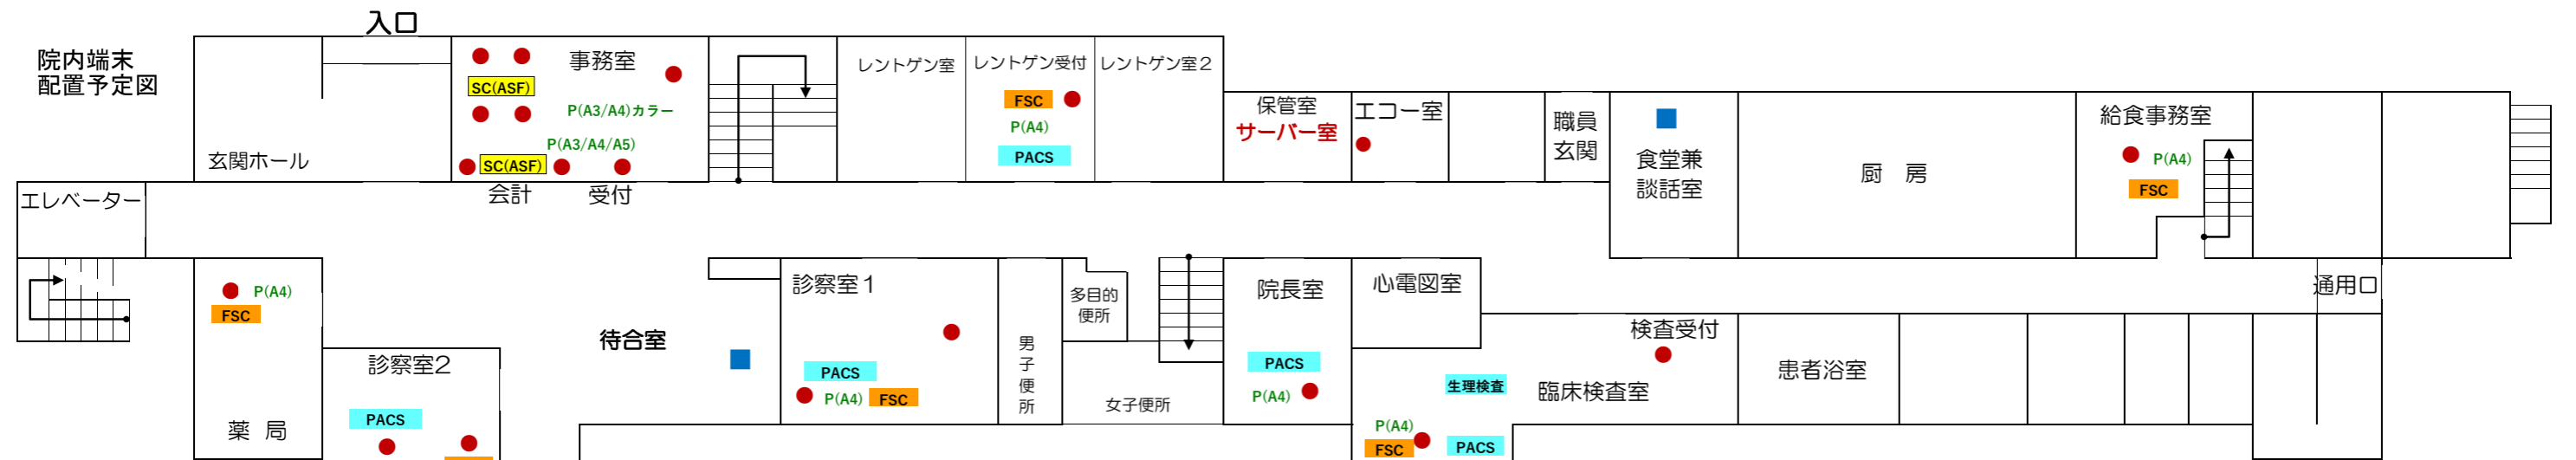 入口
院内端末
配置予定図
事務室
SC(ASF)
P(A3/A4)カラー
P(A3/A4/A5)
SC(ASF)
会計
受付
玄関ホール
エレベーター
レントゲン室
レントゲン受付
FSC
P(A4)
PACS
レントゲン室2
保管室
サーバー室
エコー室
職員
玄関
食堂兼
談話室
厨 房
給食事務室
P(A4)
FSC
P(A4)
FSC
薬 局
診察室2
PACS
待合室
診察室1
PACS
P(A4)
FSC
男子便所
多目的
便所
女子便所
院長室
PACS
P(A4)
心電図室
生理検査
P(A4)
FSC
PACS
検査受付
臨床検査室
患者浴室
通用口